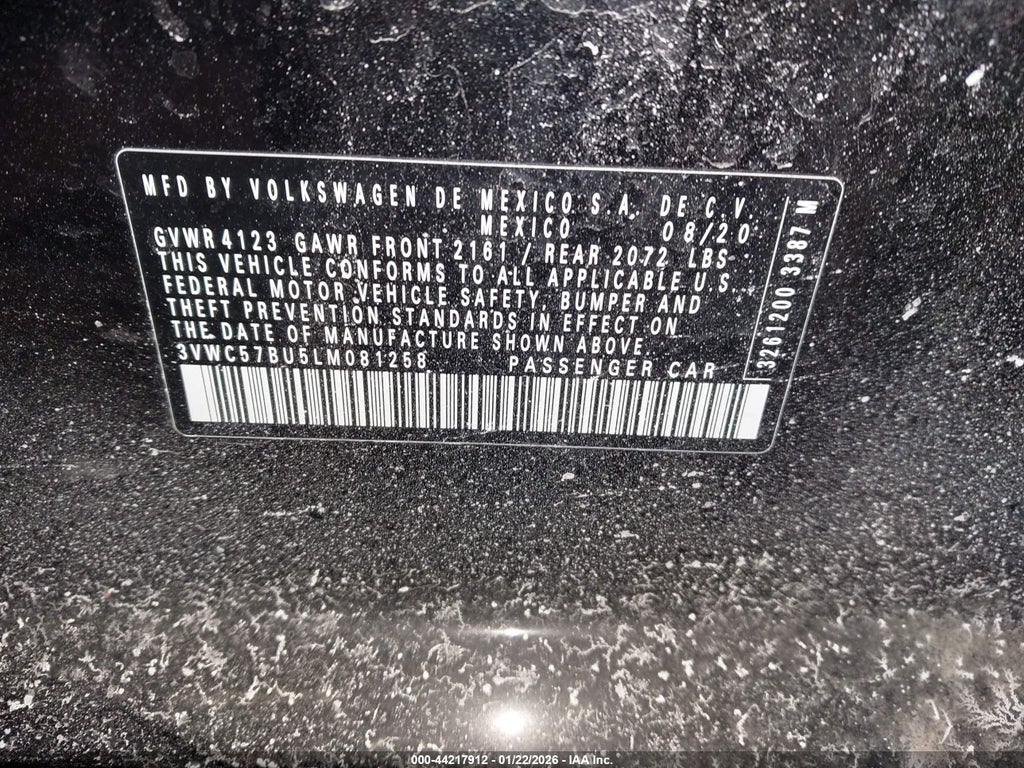 MFD BY VOLKSWAGEN DE MEXICO S.A. DE C.V.
MEXICO 08/20
GVWR 4123 GAWR FRONT 2161 / REAR 2072 LBS
THIS VEHICLE CONFORMS TO ALL APPLICABLE U.S.
FEDERAL MOTOR VEHICLE SAFETY, BUMPER AND
THEFT PREVENTION STANDARDS IN EFFECT ON
THE DATE OF MANUFACTURE SHOWN ABOVE.
3VWC57BU5LM081258 PASSENGER CAR
3261200 3387 M
000-44217912 - 01/22/2026 - IAA Inc.